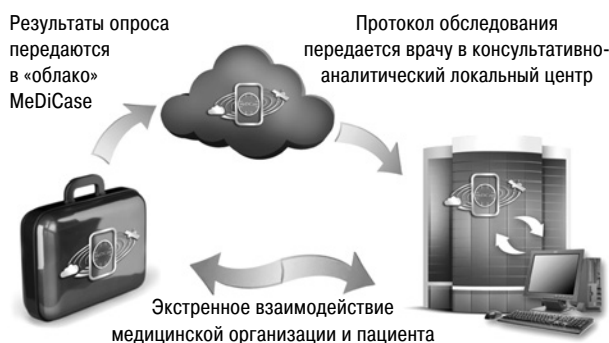 Результаты опроса
передаются
в «облако»
MeDiCase
Протокол обследования
передается врачу в консультативно-
аналитический локальный центр
Экстренное взаимодействие
медицинской организации и пациента